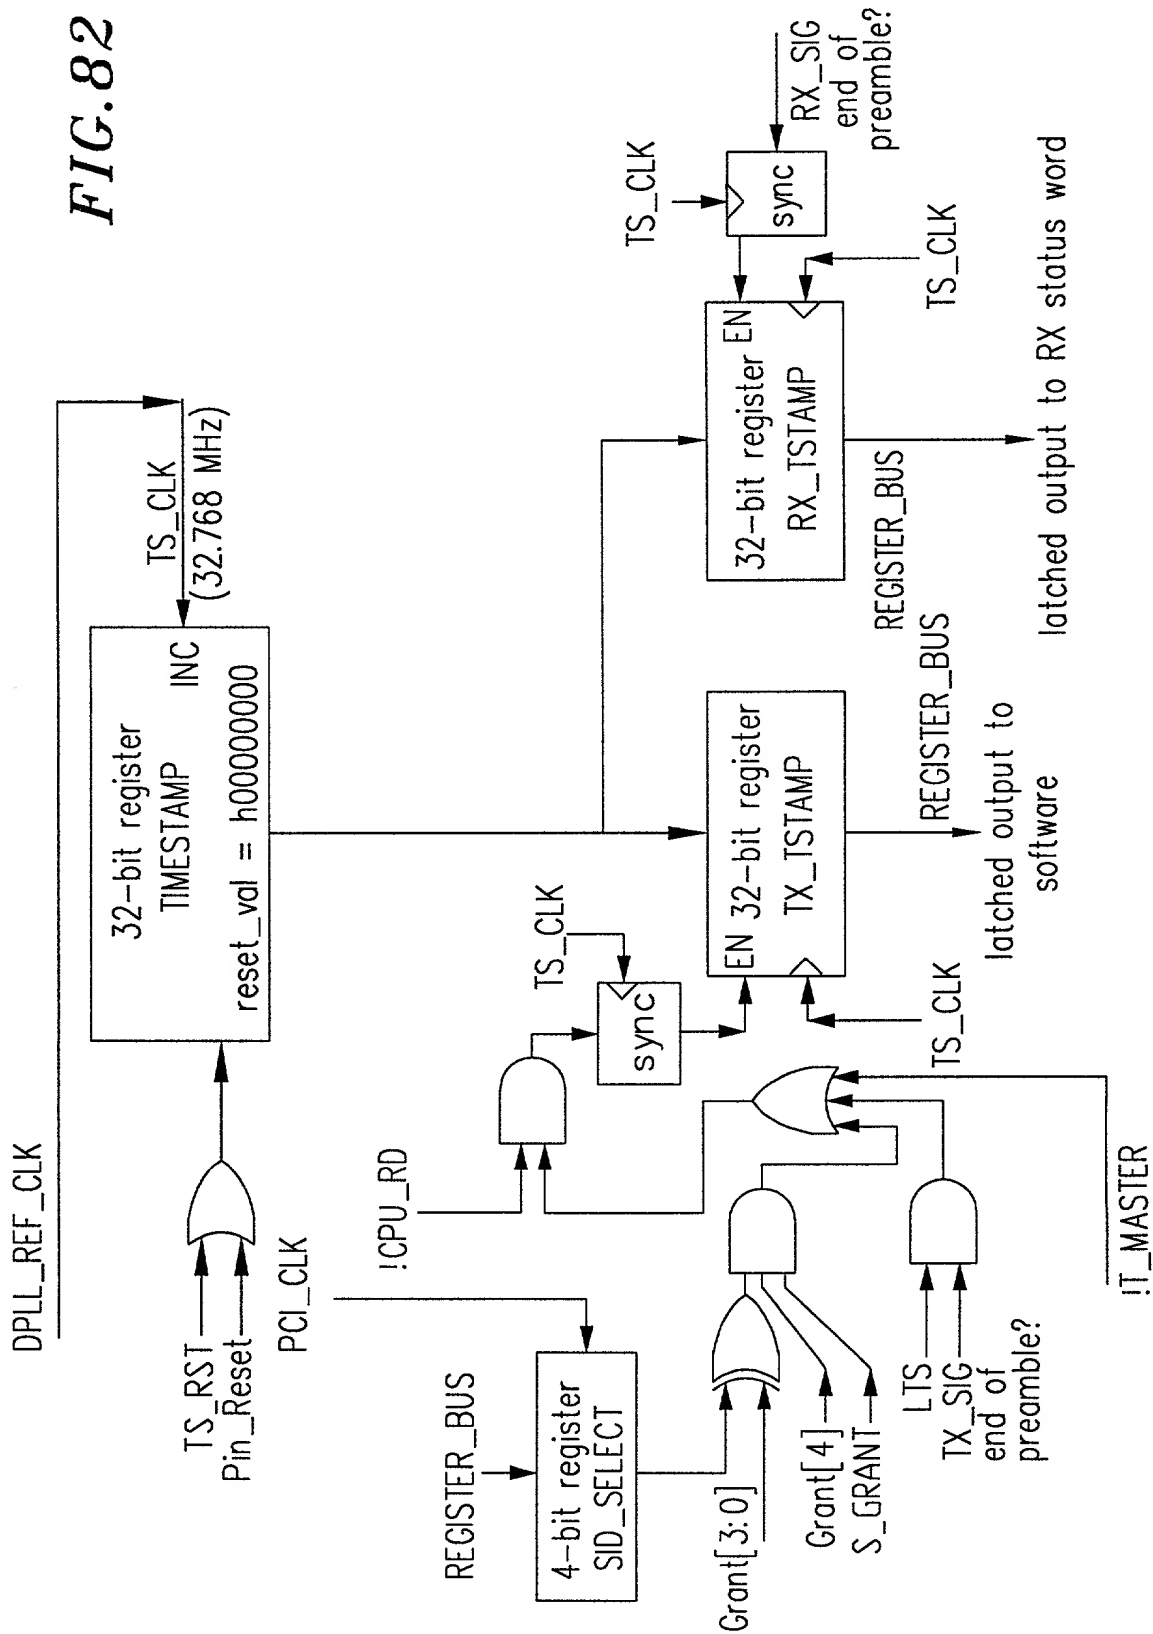 FIG.82
DPLL_REF_CLK
TS_CLK
(32.768 MHz)
32-bit register
TIMESTAMP
INC
reset_val = h00000000
TS_RST
Pin_Reset
PCI_CLK
!CPU_RD
REGISTER_BUS
4-bit register
SID_SELECT
Grant[3:0]
Grant[4]
S_GRANT
LTS
TX_SIG
end of
preamble?
!T_MASTER
TS_CLK
sync
EN
32-bit register
TX_TSTAMP
TS_CLK
REGISTER_BUS
latched output to
software
32-bit register
RX_TSTAMP
EN
TS_CLK
sync
RX_SIG
end of
preamble?
TS_CLK
REGISTER_BUS
latched output to RX status word